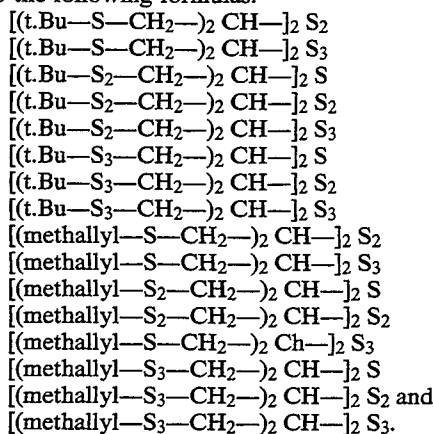 the following formulas:
[(t.Bu—S—CH₂—)₂ CH—]₂ S₂
[(t.Bu—S—CH₂—)₂ CH—]₂ S₃
[(t.Bu—S₂—CH₂—)₂ CH—]₂ S
[(t.Bu—S₂—CH₂—)₂ CH—]₂ S₂
[(t.Bu—S₂—CH₂—)₂ CH—]₂ S₃
[(t.Bu—S₃—CH₂—)₂ CH—]₂ S
[(t.Bu—S₃—CH₂—)₂ CH—]₂ S₂
[(t.Bu—S₃—CH₂—)₂ CH—]₂ S₃
[(methallyl—S—CH₂—)₂ CH—]₂ S₂
[(methallyl—S—CH₂—)₂ CH—]₂ S₃
[(methallyl—S₂—CH₂—)₂ CH—]₂ S
[(methallyl—S₂—CH₂—)₂ CH—]₂ S₂
[(methallyl—S—CH₂—)₂ Ch—]₂ S₃
[(methallyl—S₃—CH₂—)₂ CH—]₂ S
[(methallyl—S₃—CH₂—)₂ CH—]₂ S₂ and
[(methallyl—S₃—CH₂—)₂ CH—]₂ S₃.